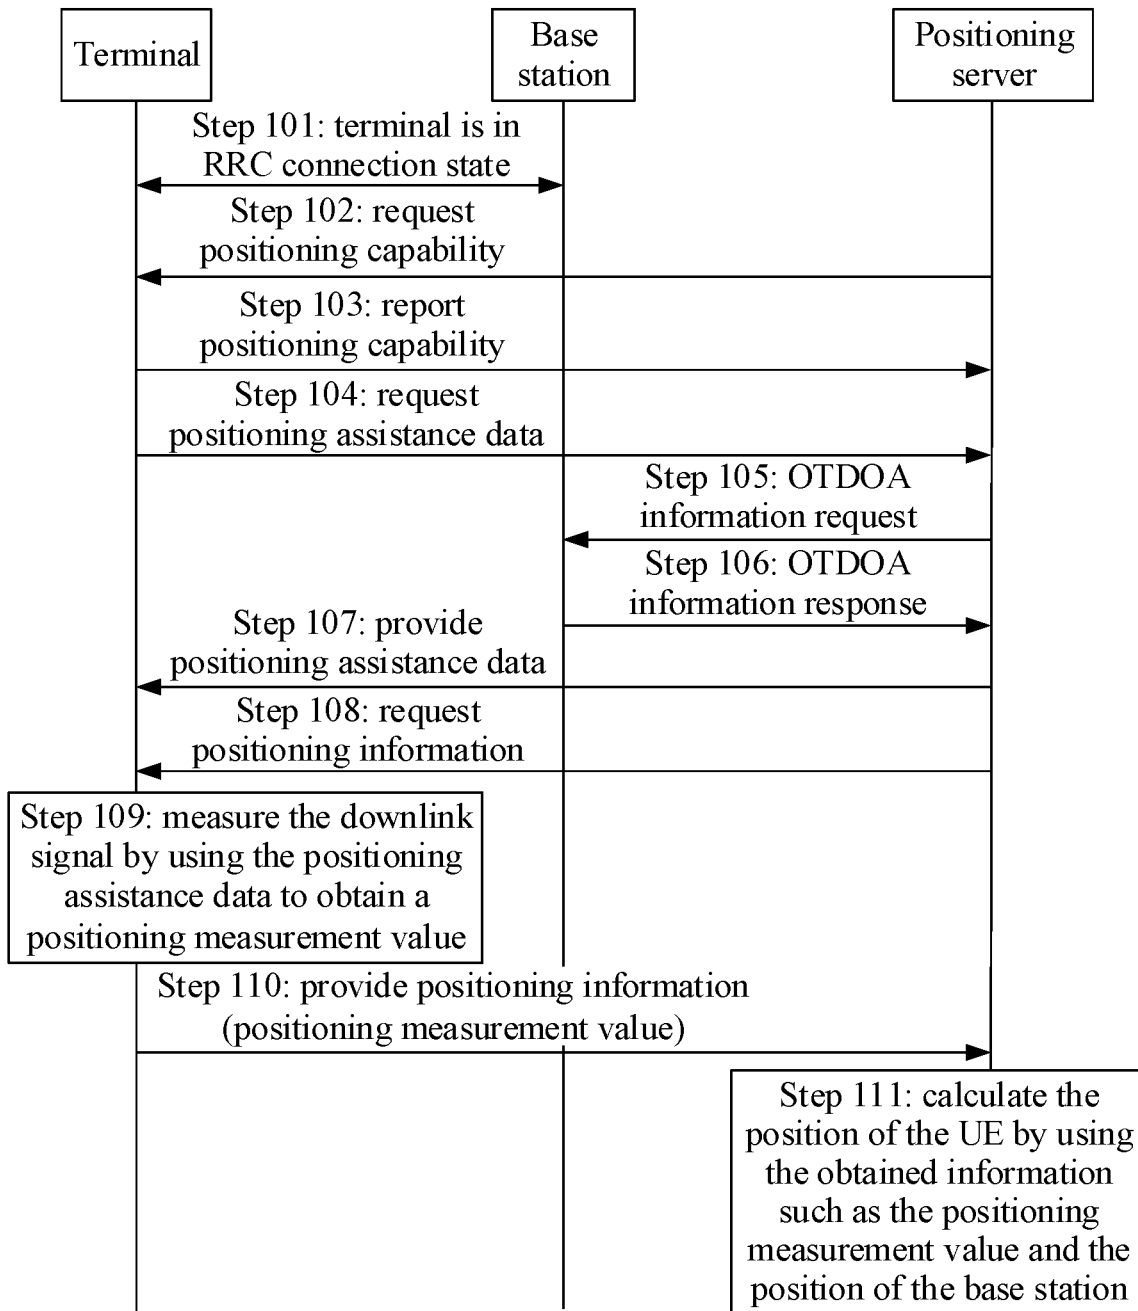 Terminal
Base
station
Positioning
server
Step 101: terminal is in
RRC connection state
Step 102: request
positioning capability
Step 103: report
positioning capability
Step 104: request
positioning assistance data
Step 105: OTDOA
information request
Step 106: OTDOA
information response
Step 107: provide
positioning assistance data
Step 108: request
positioning information
Step 109: measure the downlink
signal by using the positioning
assistance data to obtain a
positioning measurement value
Step 110: provide positioning information
(positioning measurement value)
Step 111: calculate the
position of the UE by using
the obtained information
such as the positioning
measurement value and the
position of the base station